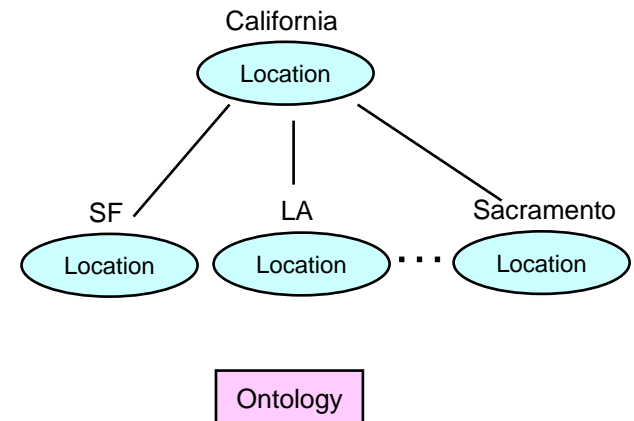 California
Location
SF
LA
Sacramento
Location
Location
...
Location
Ontology